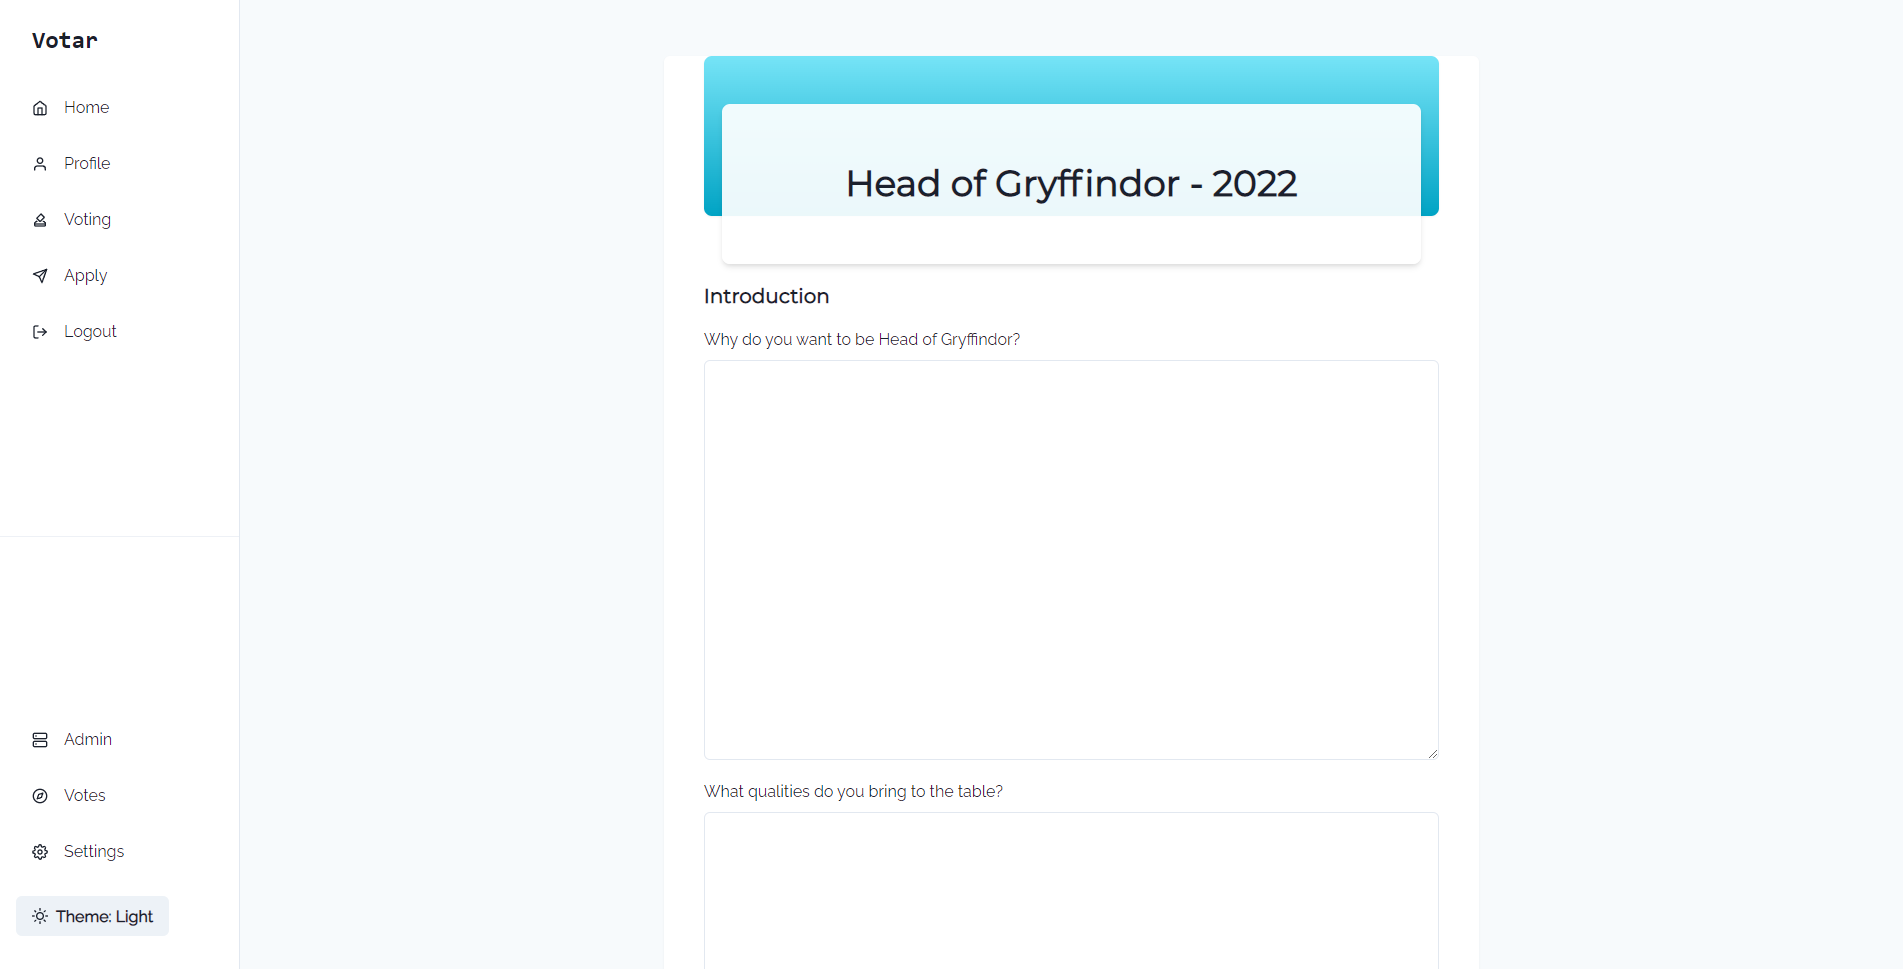 Votar
Home
Profile
Voting
Apply
Logout
Admin
Votes
Settings
Theme: Light
Head of Gryffindor - 2022
Introduction
Why do you want to be Head of Gryffindor?
What qualities do you bring to the table?